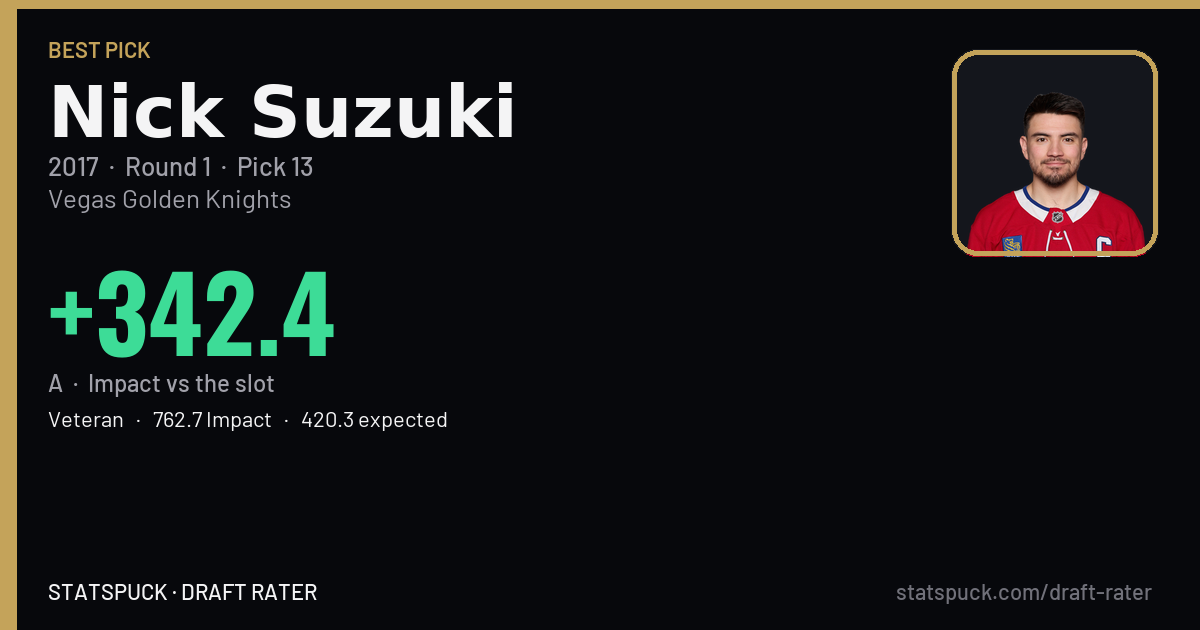 BEST PICK
Nick Suzuki
2017 · Round 1 · Pick 13
Vegas Golden Knights
+342.4
A · Impact vs the slot
Veteran · 762.7 Impact · 420.3 expected
STATSPUCK · DRAFT RATER
statspuck.com/draft-rater
C